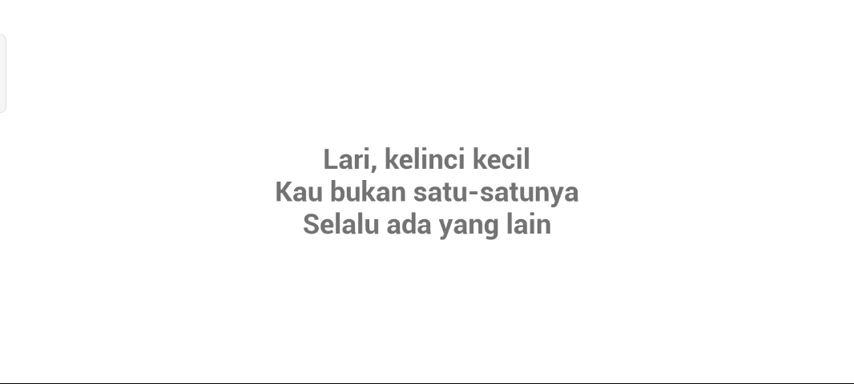 Lari, kelinci kecil
Kau bukan satu-satunya
Selalu ada yang lain